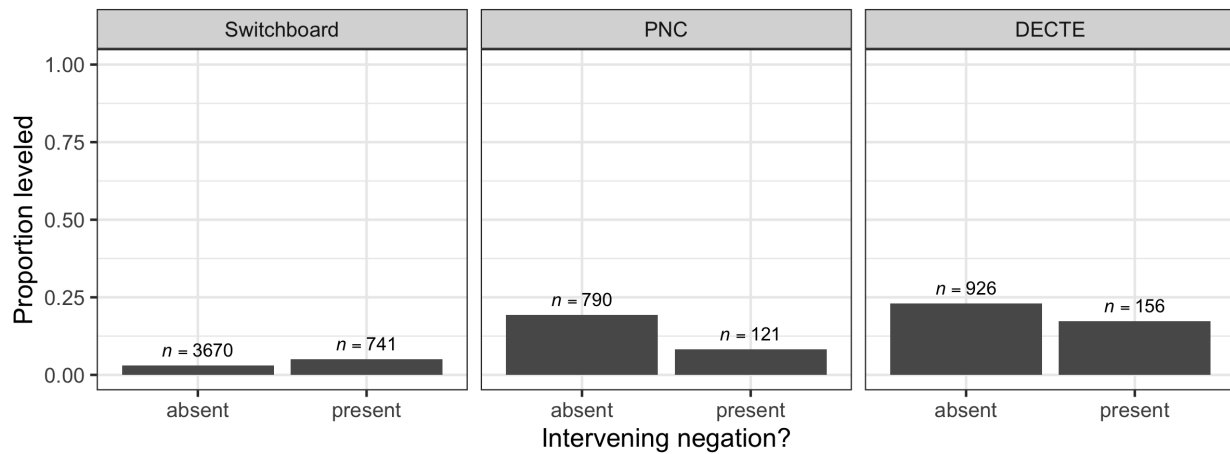 Switchboard PNC DECTE
Proportion leveled
1.00
0.75
0.50
0.25
0.00
n = 3670 n = 741 n = 790 n = 121 n = 926 n = 156
absent present absent present absent present
Intervening negation?